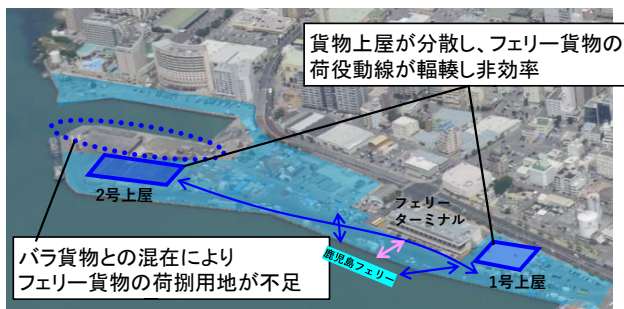 貨物上屋が分散し、フェリー貨物の
荷役動線が輻輳し非効率
2号上屋
フェリー
ターミナル
鹿児島フェリー
1号上屋
バラ貨物との混在により
フェリー貨物の荷捌用地が不足